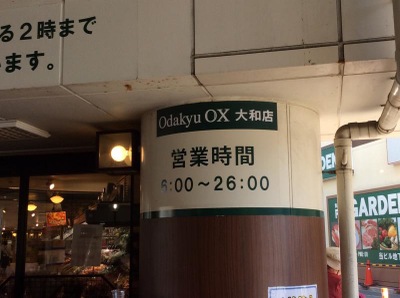 る2時まで
ます。
Odakyu OX 大和店
営業時間
6:00～26:00
GARDEN